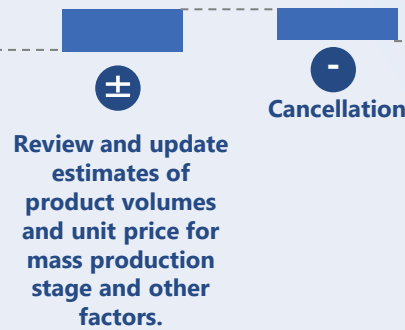 ±
-
Cancellation
Review and update
estimates of
product volumes
and unit price for
mass production
stage and other
factors.